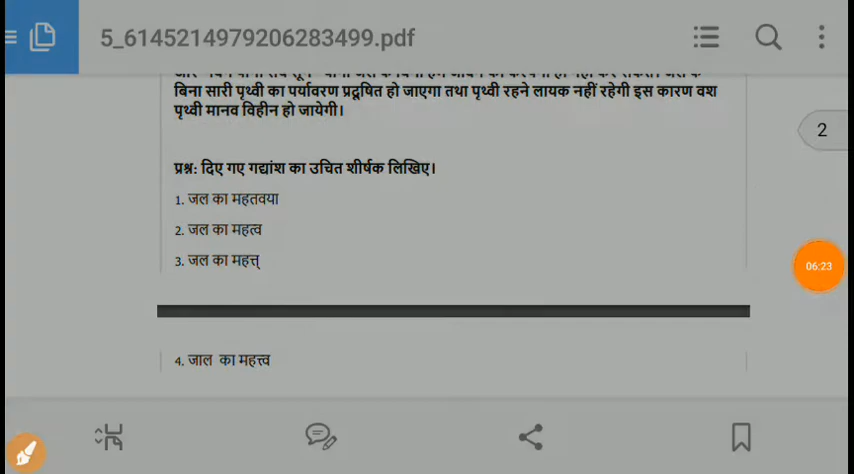 5_6145214979206283499.pdf
बिना सारी पृथ्वी का पर्यावरण प्रदूषित हो जाएगा तथा पृथ्वी रहने लायक नहीं रहेगी इस कारण वश
2
पृथ्वी मानव विहीन हो जायेगी।
प्रश्न: दिए गए गद्यांश का उचित शीर्षक लिखिए।
1. जल का महतवया
2. जल का महत्व
3. जल का महत्त्
06:23
4. जाल का महत्त्व